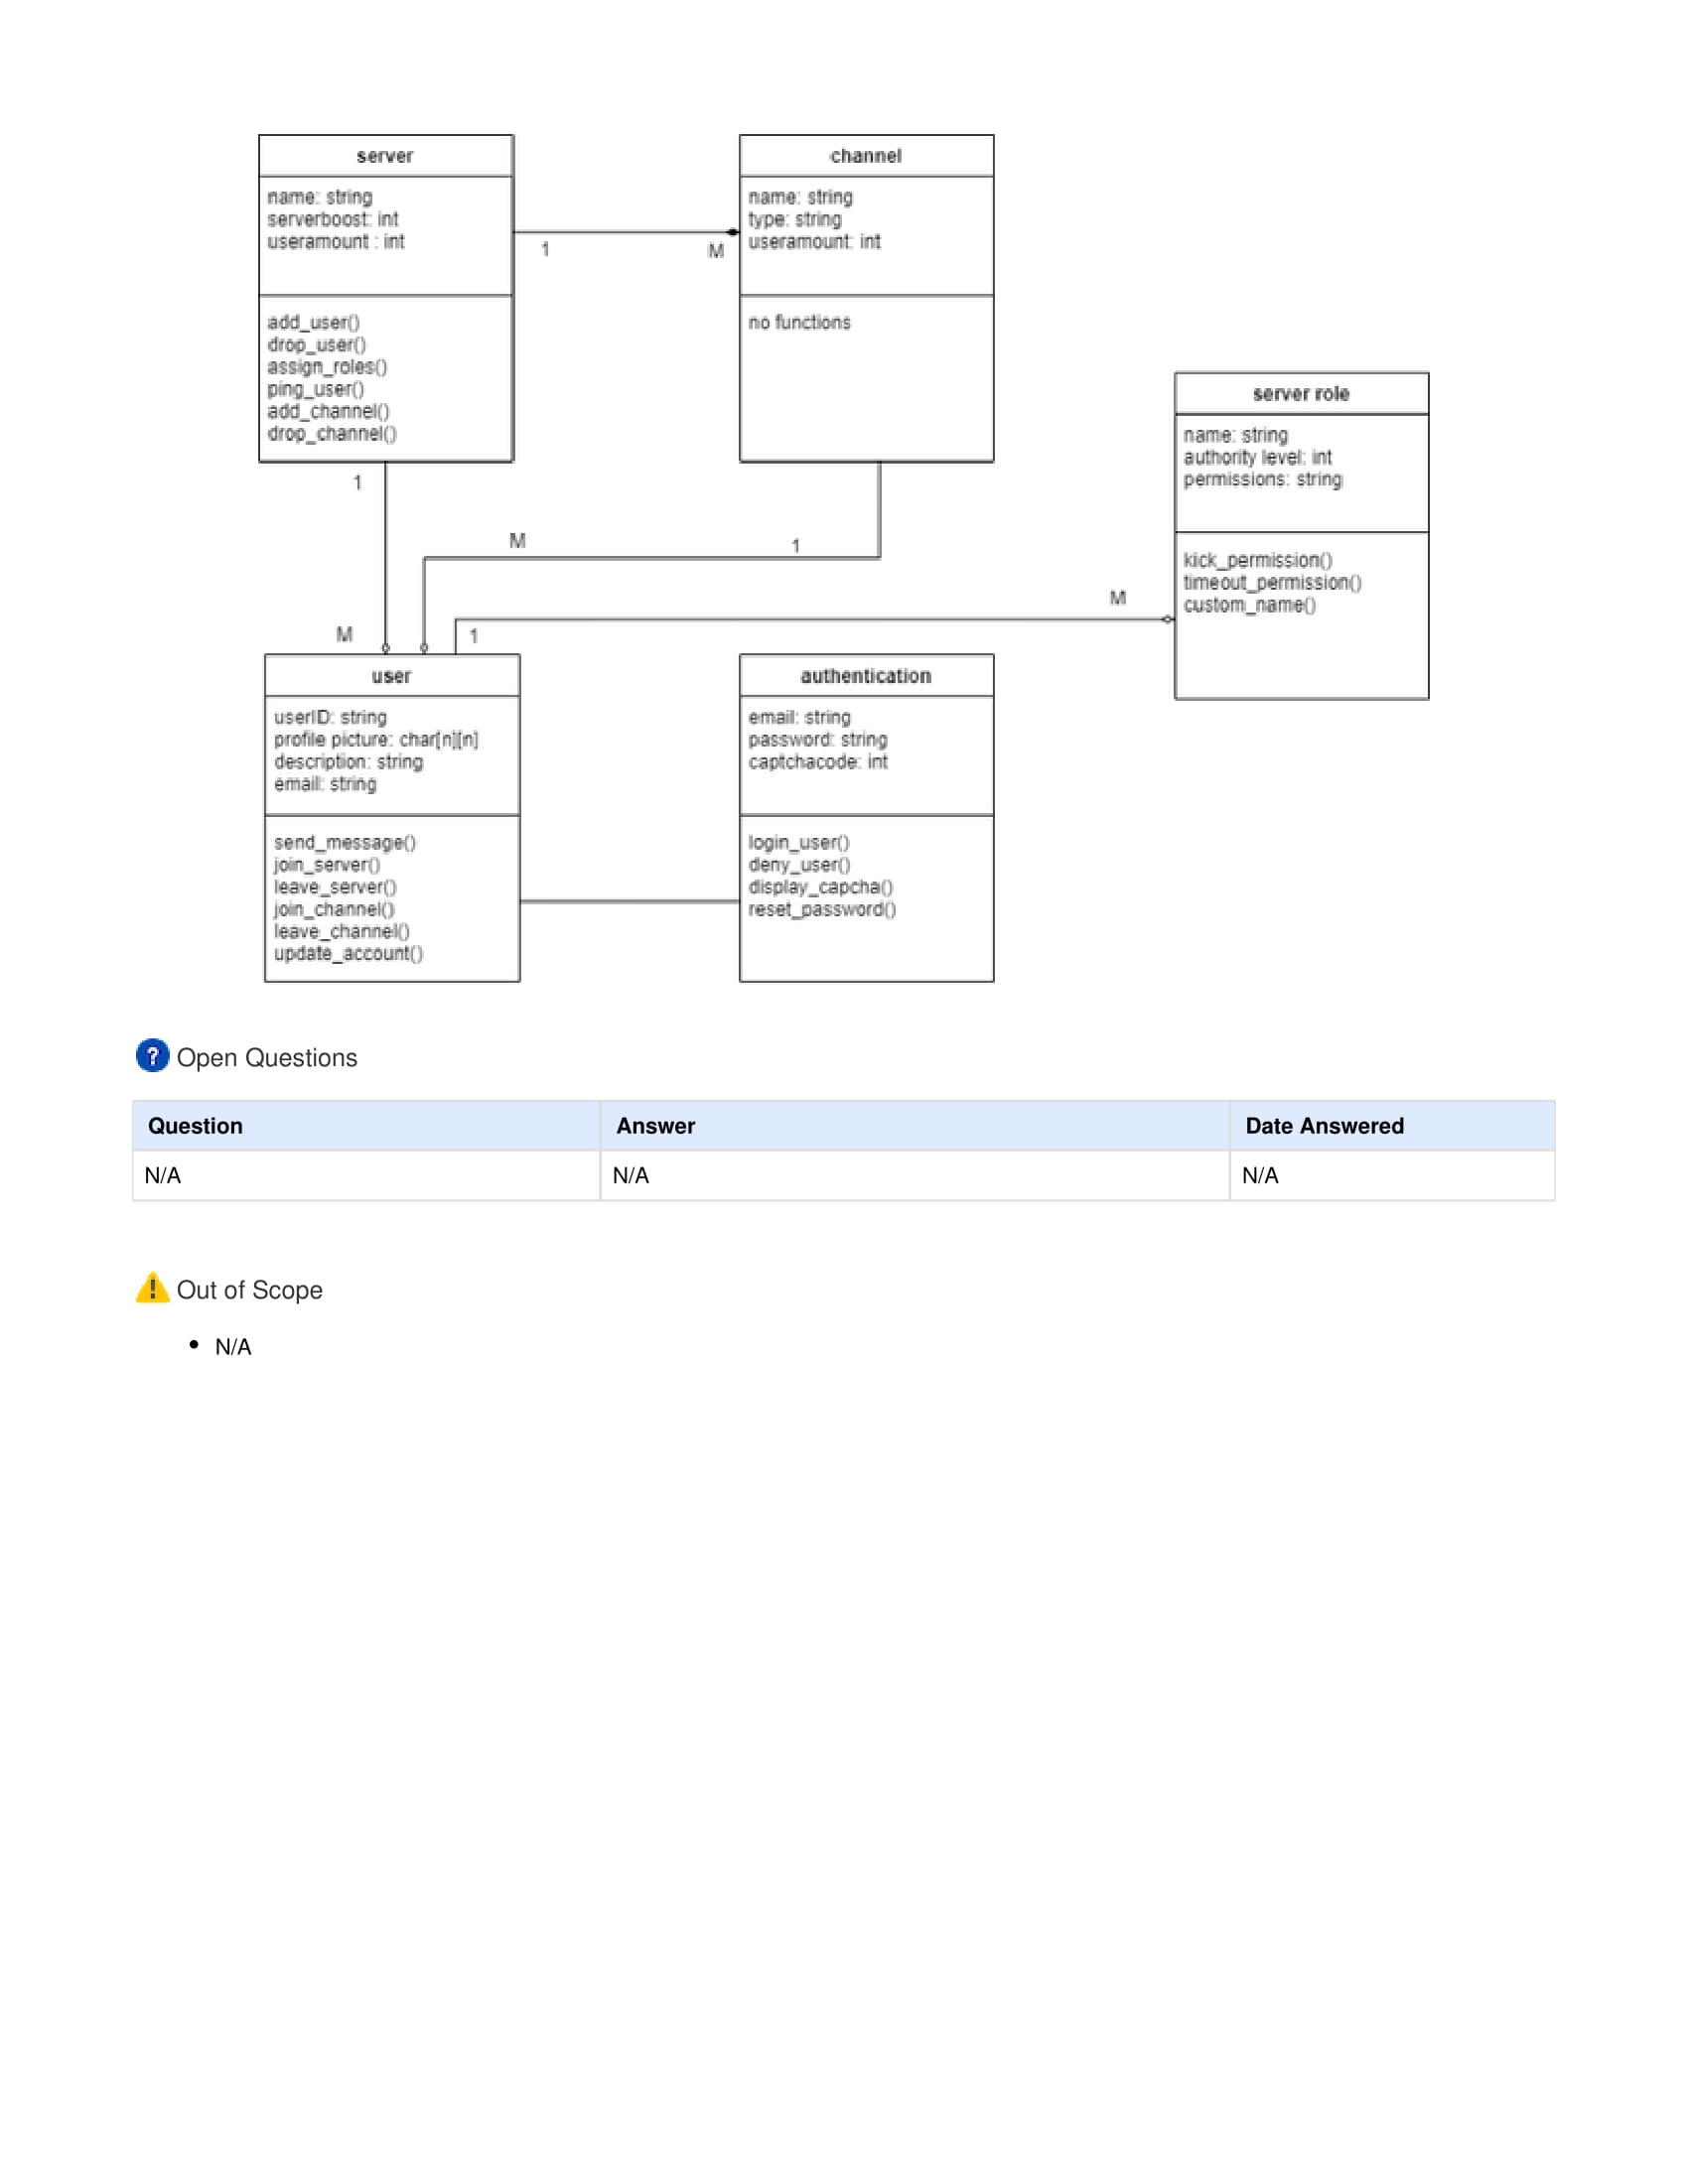 server
name: string
serverboost: int
useramount : int
add_user()
drop_user()
assign_roles()
ping_user()
add_channel()
drop_channel()
1
M
channel
name: string
type: string
useramount: int
no functions
server role
name: string
authority level: int
permissions: string
kick_permission()
timeout_permission()
custom_name()
1
M
1
M
M
1
user
userID: string
profile picture: char[n][n]
description: string
email: string
send_message()
join_server()
leave_server()
join_channel()
leave_channel()
update_account()
authentication
email: string
password: string
captchacode: int
login_user()
deny_user()
display_capcha()
reset_password()
? Open Questions
Question Answer Date Answered
N/A N/A N/A
! Out of Scope
• N/A